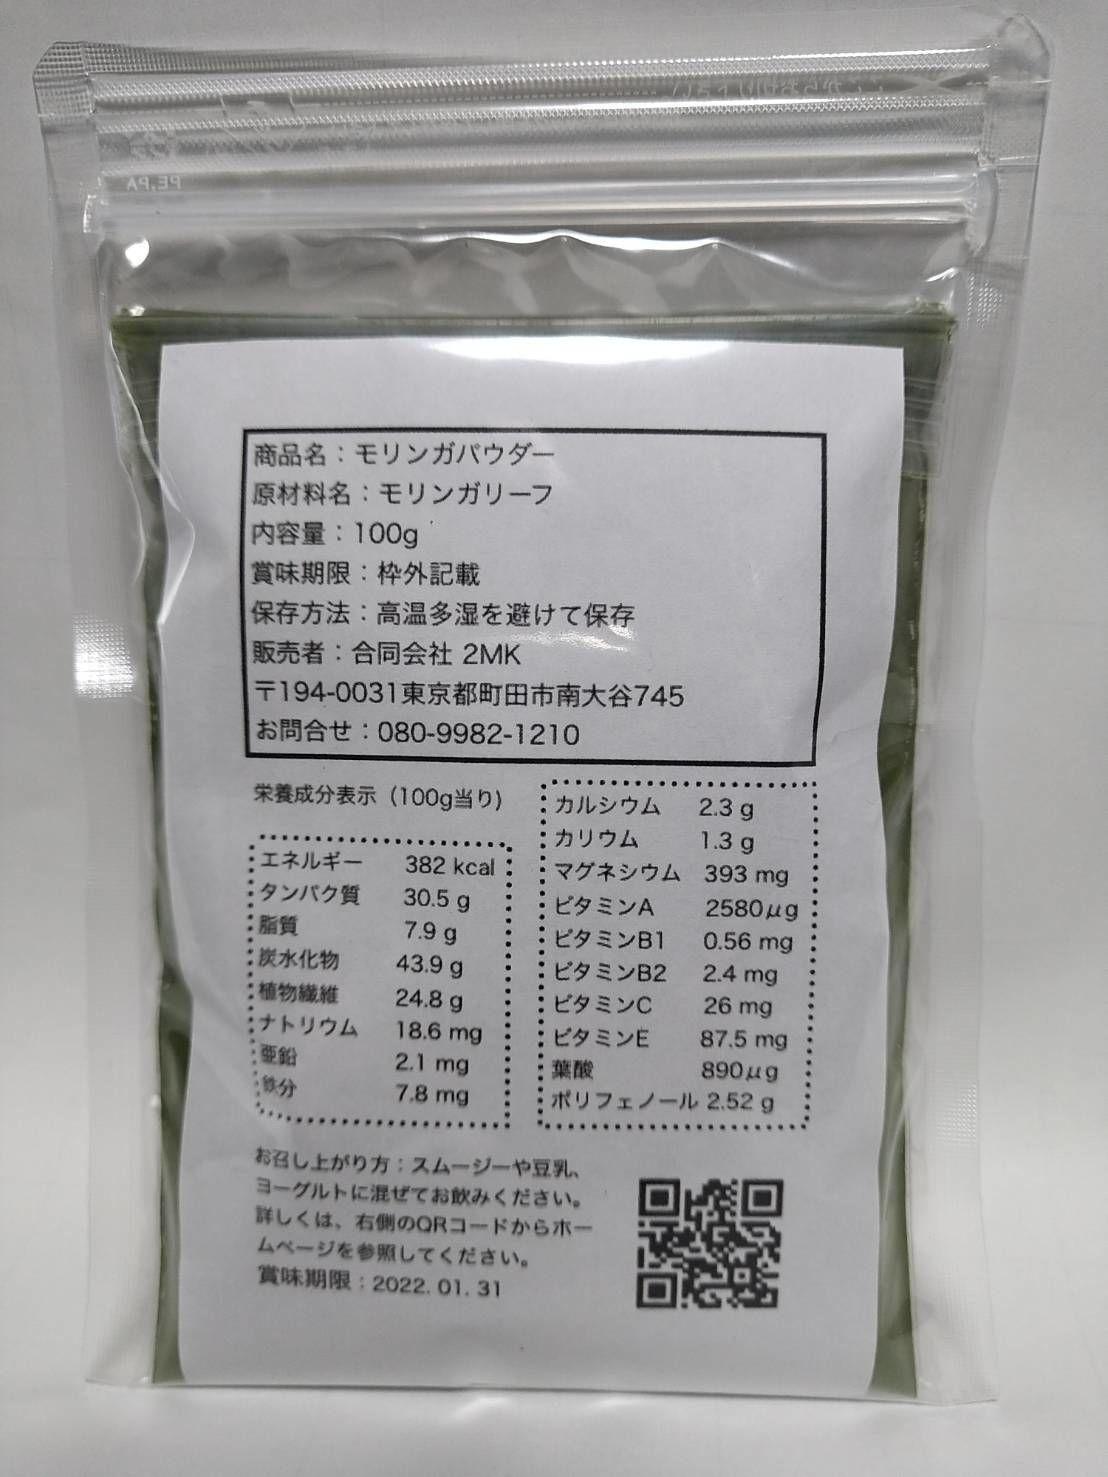 商品名：モリンガパウダー
原材料名：モリンガリーフ
内容量：100g
賞味期限：枠外記載
保存方法：高温多湿を避けて保存
販売者：合同会社 2MK
〒194-0031東京都町田市南大谷745
お問合せ：080-9982-1210
栄養成分表示（100g当り）
エネルギー 382 kcal
タンパク質 30.5 g
脂質 7.9 g
炭水化物 43.9 g
植物繊維 24.8 g
ナトリウム 18.6 mg
亜鉛 2.1 mg
鉄分 7.8 mg
カルシウム 2.3 g
カリウム 1.3 g
マグネシウム 393 mg
ビタミンA 2580μg
ビタミンB1 0.56 mg
ビタミンB2 2.4 mg
ビタミンC 26 mg
ビタミンE 87.5 mg
葉酸 890μg
ポリフェノール 2.52 g
お召し上がり方：スムージーや豆乳、
ヨーグルトに混ぜてお飲みください。
詳しくは、右側のQRコードからホー
ムページを参照してください。
賞味期限：2022. 01. 31
PE,PA